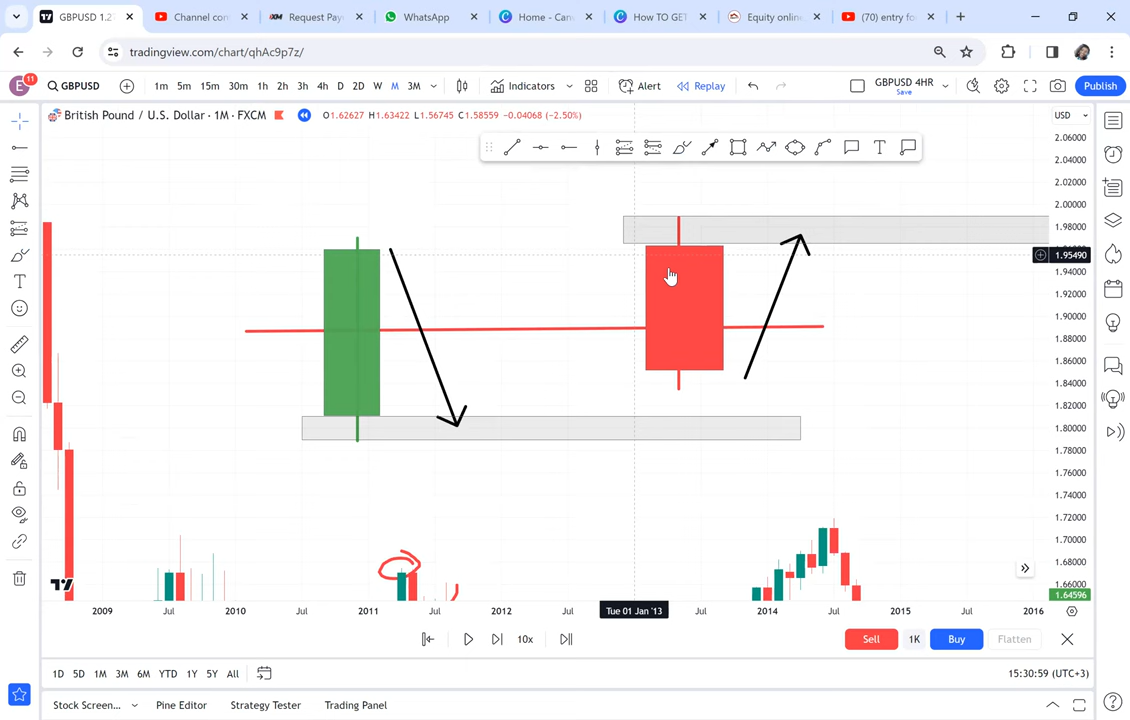 GBPUSD 1.27
Channel con
XM Request Pay
WhatsApp
Home - Can
How TO GET
Equity online
(70) entry fo
tradingview.com/chart/qhAc9p7z/
E
11
GBPUSD
1m 5m 15m 30m 1h 2h 3h 4h D 2D W M 3M
Indicators
Alert
Replay
GBPUSD 4HR
Save
Publish
British Pound / U.S. Dollar · 1M · FXCM
O1.62627 H1.63422 L1.56745 C1.58559 −0.04068 (−2.50%)
USD
2.06000
2.04000
2.02000
2.00000
1.98000
1.95490
1.94000
1.92000
1.90000
1.88000
1.86000
1.84000
1.82000
1.80000
1.78000
1.76000
1.74000
1.72000
1.70000
1.68000
1.66000
1.64596
2009 Jul 2010 Jul 2011 Jul 2012 Jul Tue 01 Jan '13 Jul 2014 Jul 2015 Jul 2016
10x
Sell
1K
Buy
Flatten
1D 5D 1M 3M 6M YTD 1Y 5Y All
15:30:59 (UTC+3)
Stock Screen...
Pine Editor
Strategy Tester
Trading Panel